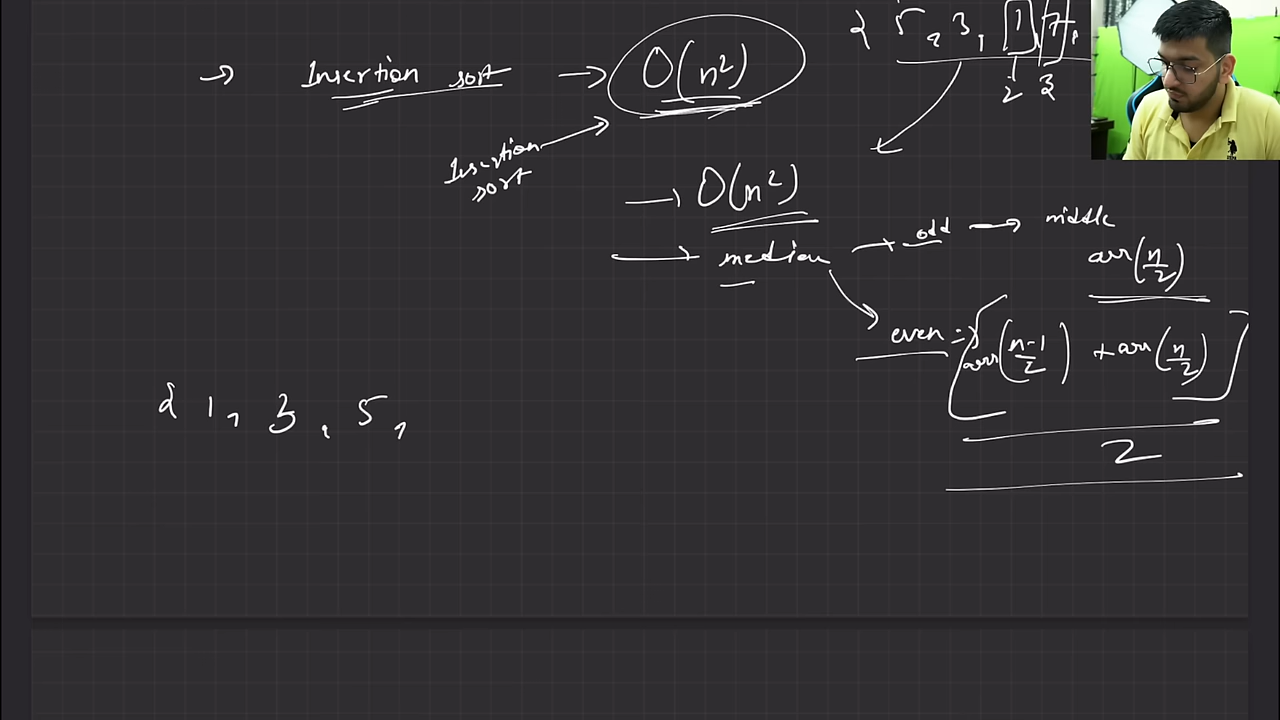 { 5, 3, 1, 7,
2 3
→ Insertion sort → O(n²)
Insertion sort →
→ O(n²)
→ median → odd → middle
arr(n/2)
even => [arr(n-1/2) + arr(n/2)]
2
{ 1, 3, 5,